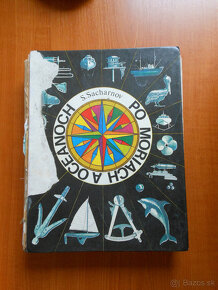 S. Sacharnov
PO MORIACH A OCEÁNOCH
Bazos.sk